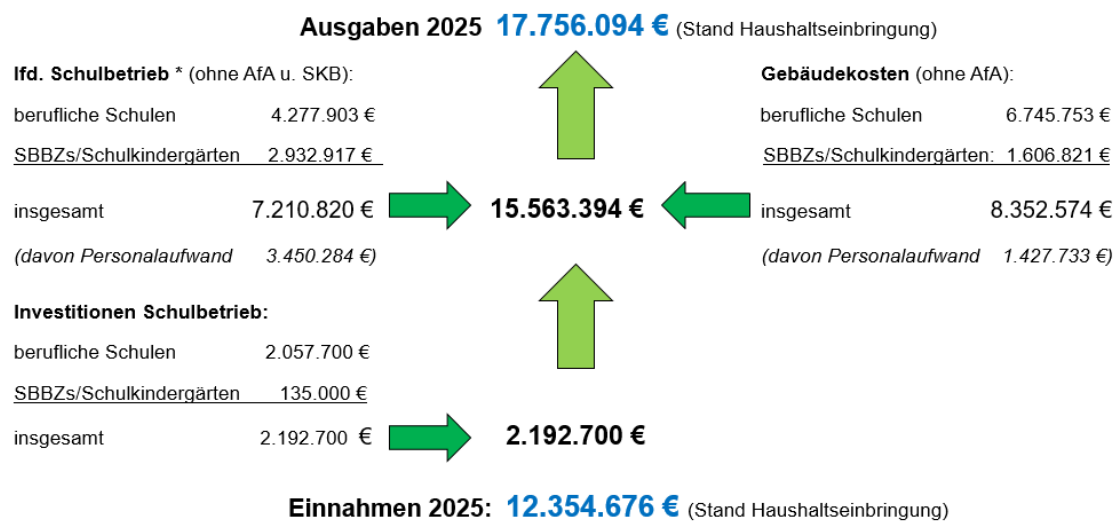 Ausgaben 2025 17.756.094 € (Stand Haushaltseinbringung)
lfd. Schulbetrieb * (ohne AfA u. SKB):
berufliche Schulen 4.277.903 €
SBBZs/Schulkindergärten 2.932.917 €
insgesamt 7.210.820 €
(davon Personalaufwand 3.450.284 €)
Gebäudekosten (ohne AfA):
berufliche Schulen 6.745.753 €
SBBZs/Schulkindergärten: 1.606.821 €
insgesamt 8.352.574 €
(davon Personalaufwand 1.427.733 €)
15.563.394 €
Investitionen Schulbetrieb:
berufliche Schulen 2.057.700 €
SBBZs/Schulkindergärten 135.000 €
insgesamt 2.192.700 €
2.192.700 €
Einnahmen 2025: 12.354.676 € (Stand Haushaltseinbringung)